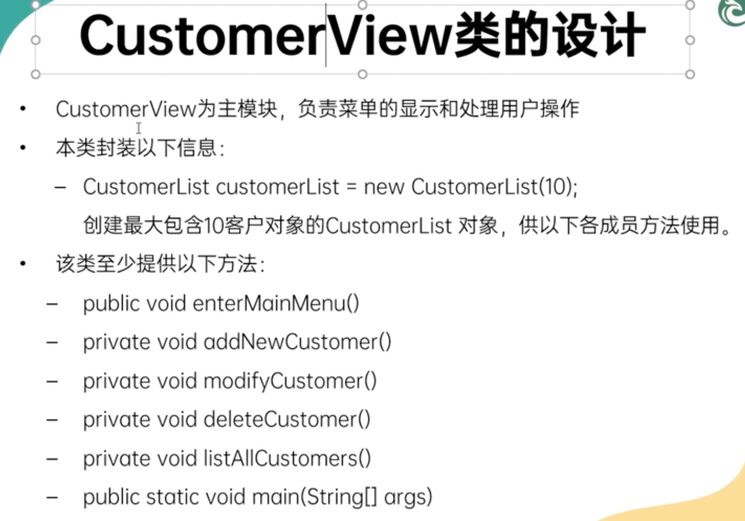 CustomerView类的设计
• CustomerView为主模块，负责菜单的显示和处理用户操作
• 本类封装以下信息：
– CustomerList customerList = new CustomerList(10);
创建最大包含10客户对象的CustomerList 对象，供以下各成员方法使用。
• 该类至少提供以下方法：
– public void enterMainMenu()
– private void addNewCustomer()
– private void modifyCustomer()
– private void deleteCustomer()
– private void listAllCustomers()
– public static void main(String[] args)